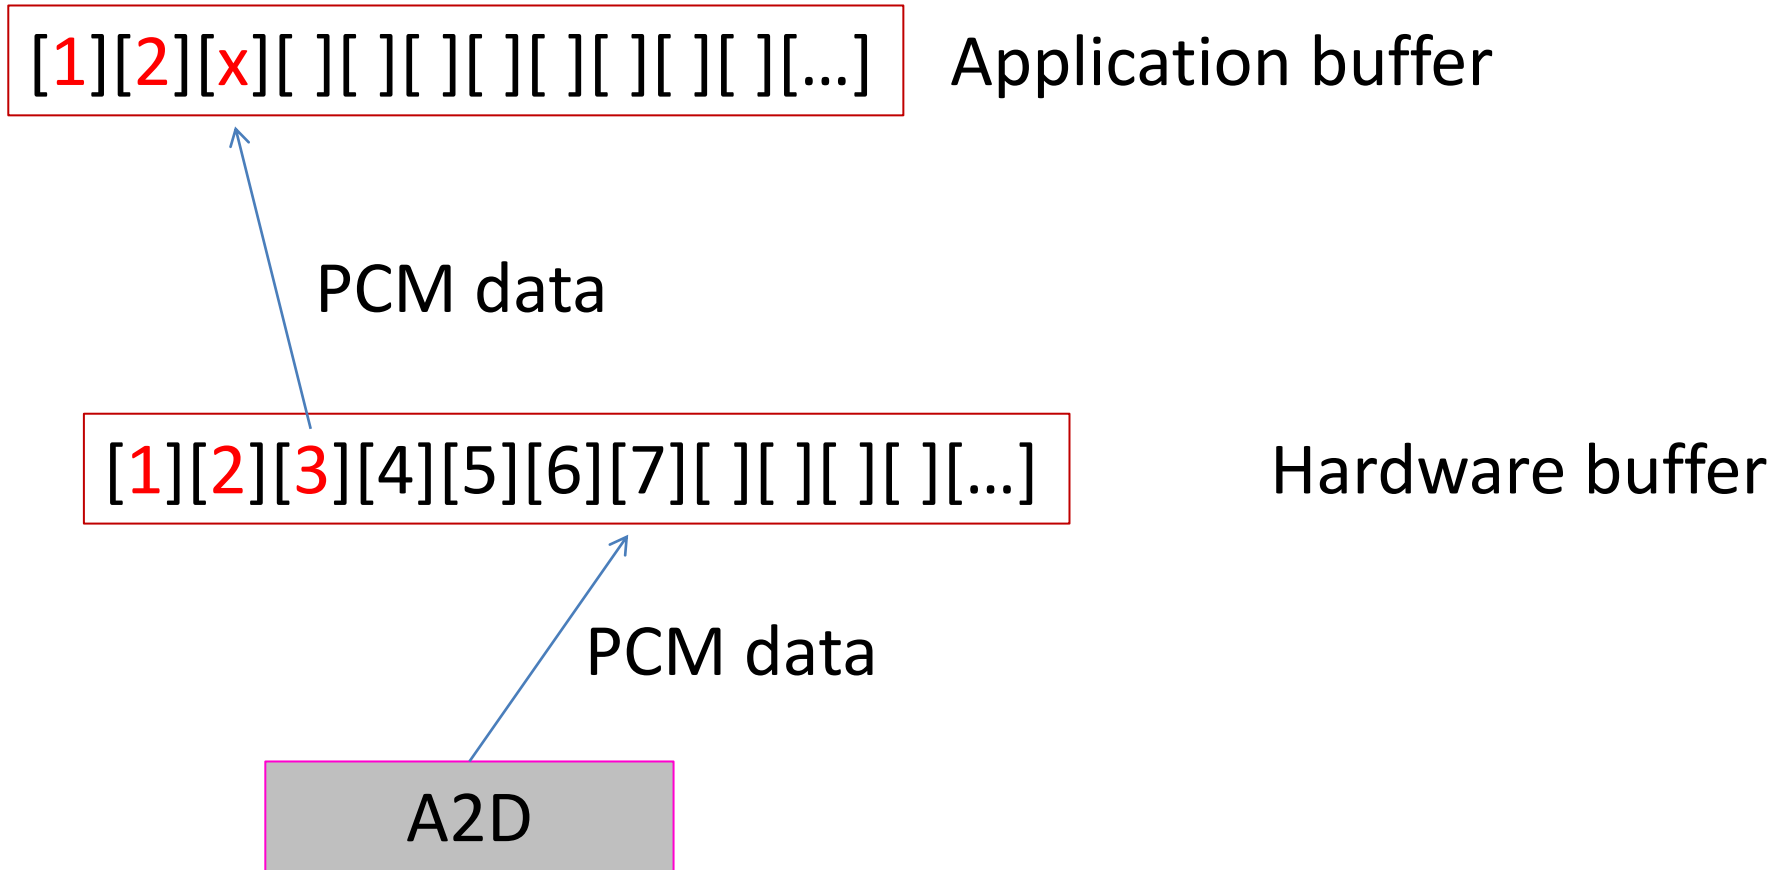 [1][2][x][ ][ ][ ][ ][ ][ ][ ][ ][...] Application buffer
PCM data
[1][2][3][4][5][6][7][ ][ ][ ][ ][...] Hardware buffer
PCM data
A2D